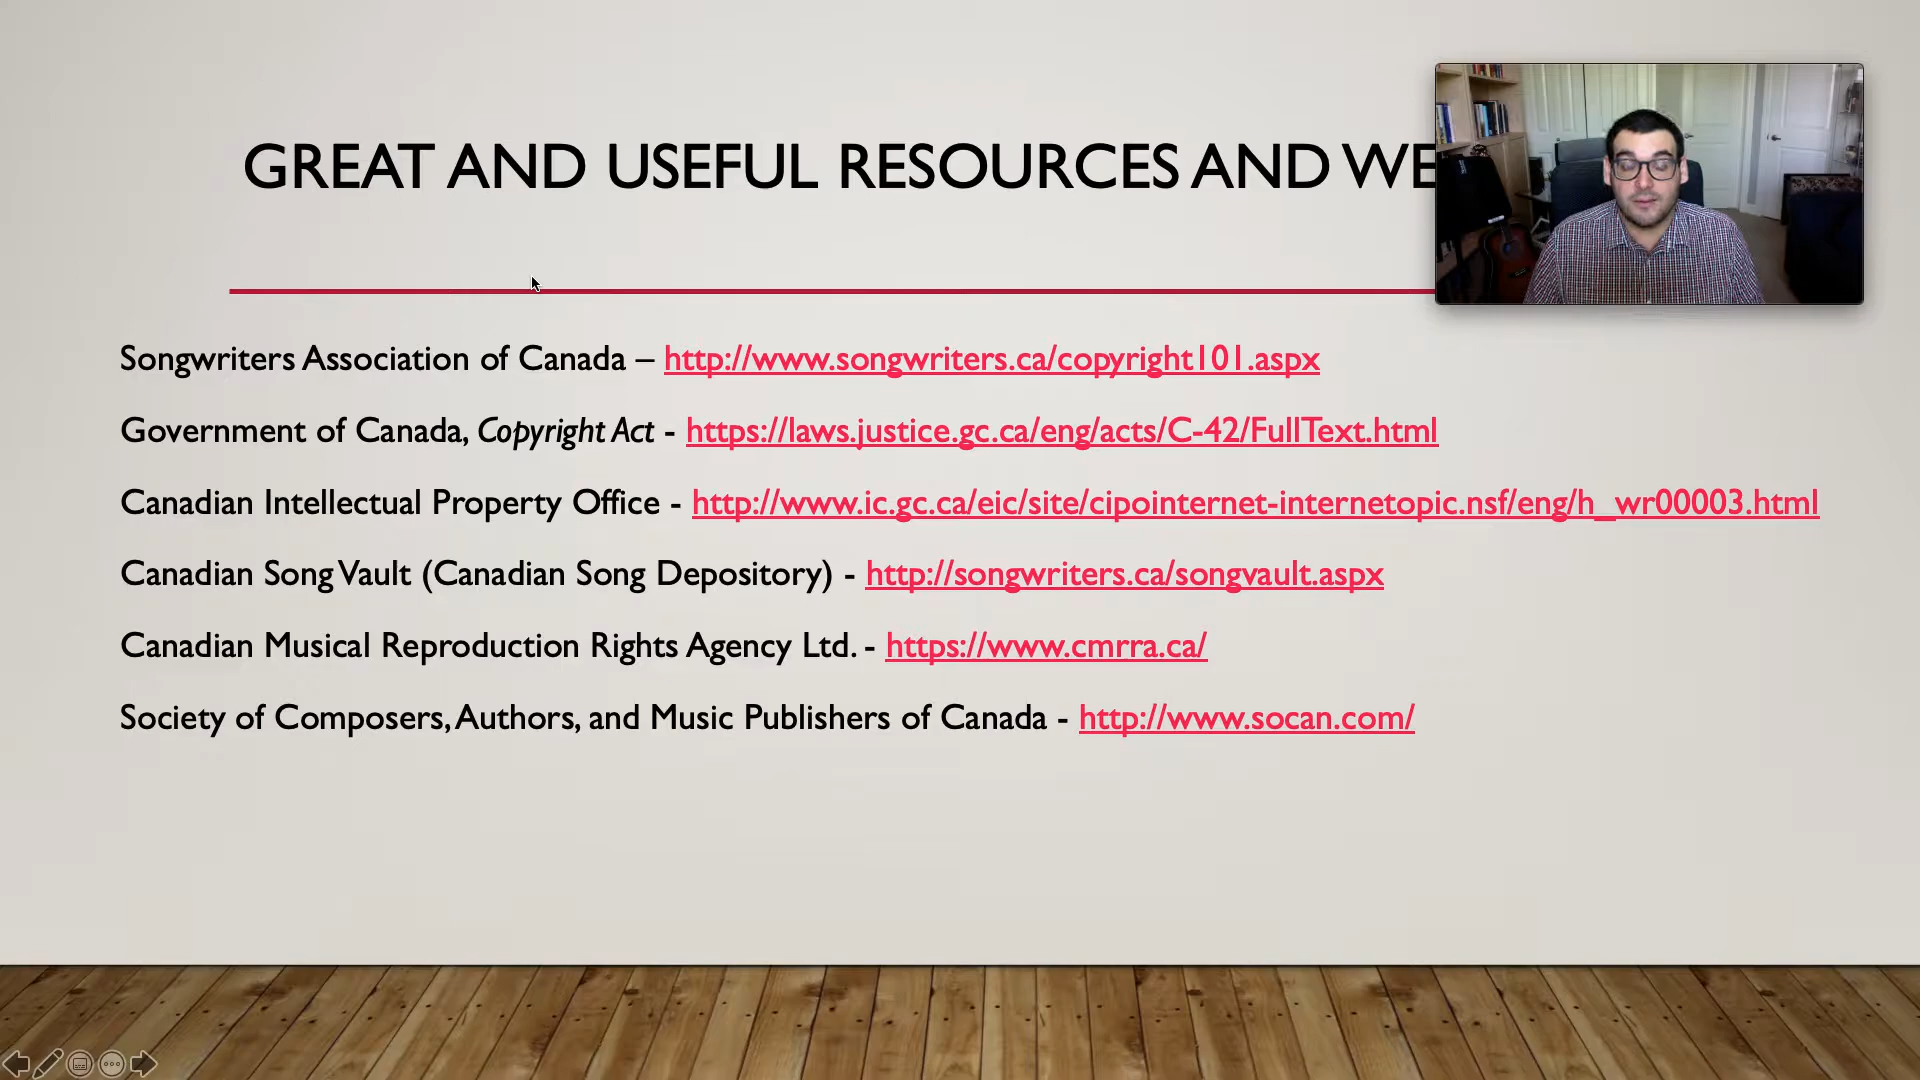 GREAT AND USEFUL RESOURCES AND WE
Songwriters Association of Canada – http://www.songwriters.ca/copyright101.aspx
Government of Canada, Copyright Act - https://laws.justice.gc.ca/eng/acts/C-42/FullText.html
Canadian Intellectual Property Office - http://www.ic.gc.ca/eic/site/cipointernet-internetopic.nsf/eng/h_wr00003.html
Canadian Song Vault (Canadian Song Depository) - http://songwriters.ca/songvault.aspx
Canadian Musical Reproduction Rights Agency Ltd. - https://www.cmrra.ca/
Society of Composers, Authors, and Music Publishers of Canada - http://www.socan.com/